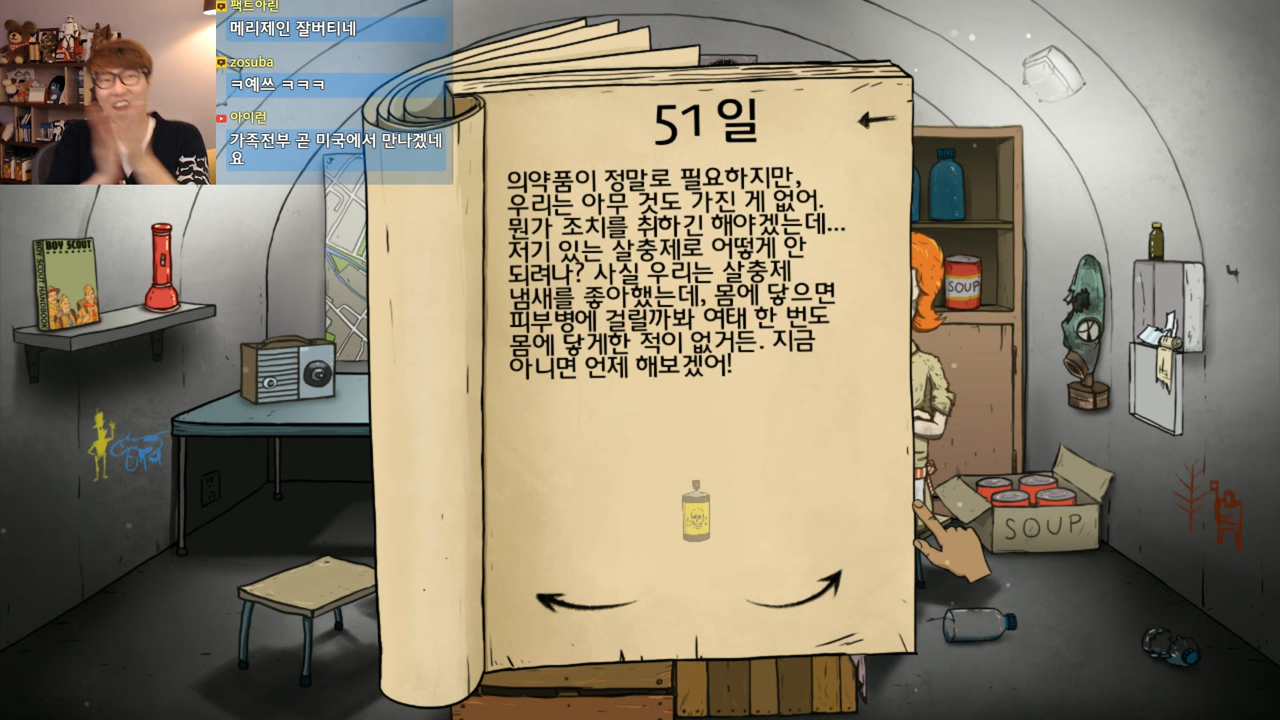 팩트아린
메리제인 잘버티네
zosuba
ㅋ예쓰 ㅋㅋㅋ
아이런
가족전부 곧 미국에서 만나겠네
요
51일
의약품이 정말로 필요하지만,
우리는 아무 것도 가진 게 없어.
뭔가 조치를 취하긴 해야겠는데...
저기 있는 살충제로 어떻게 안
되려나? 사실 우리는 살충제
냄새를 좋아했는데, 몸에 닿으면
피부병에 걸릴까봐 여태 한 번도
몸에 닿게한 적이 없거든. 지금
아니면 언제 해보겠어!
BOY SCOUT
BOY SCOUT HANDBOOK
SOUP
SOUP